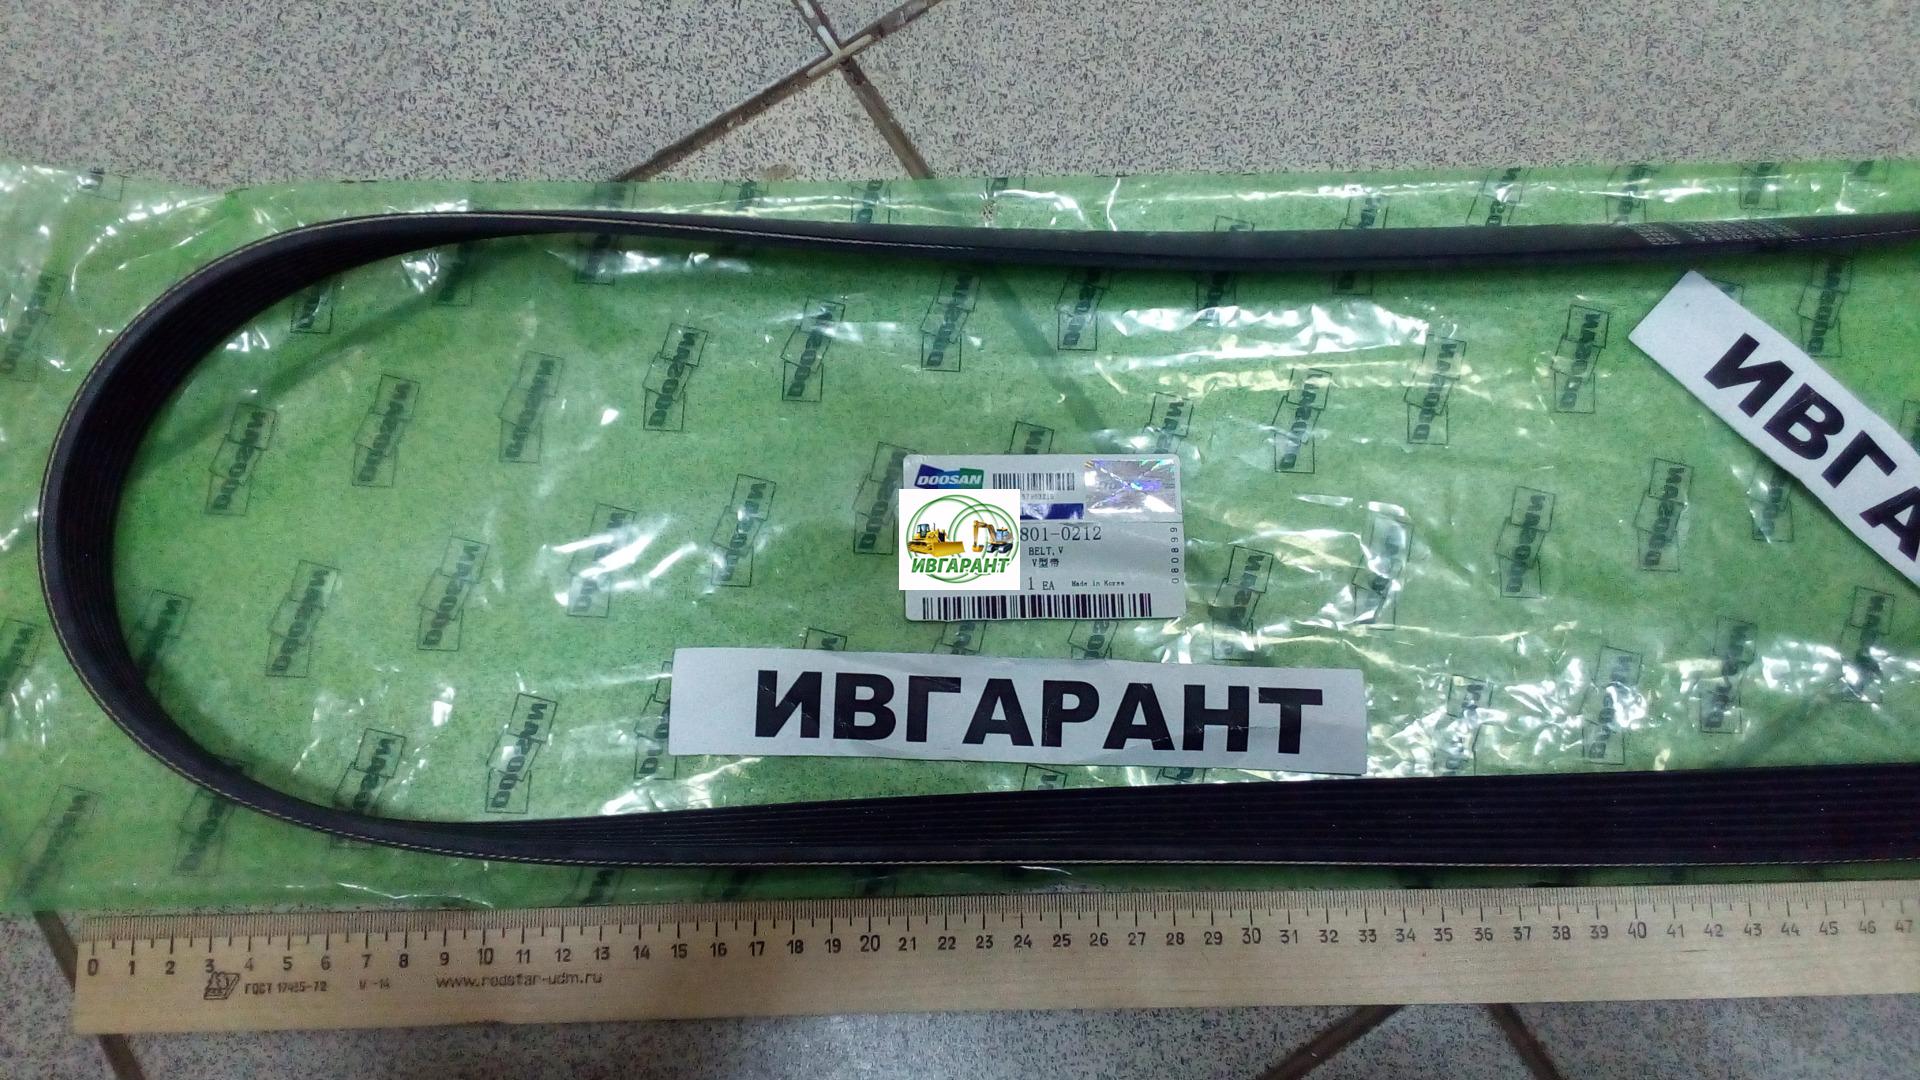 DOOSAN
ИВГАРАНТ
801-0212
BELT, V
V型带
1 EA Made in Korea
080899
ИВГАРАНТ
ИВГА
0 1 2 3 4 5 6 7 8 9 10 11 12 13 14 15 16 17 18 19 20 21 22 23 24 25 26 27 28 29 30 31 32 33 34 35 36 37 38 39 40 41 42 43 44 45 46 47
ГОСТ 17435-72
www.redstar-udm.ru